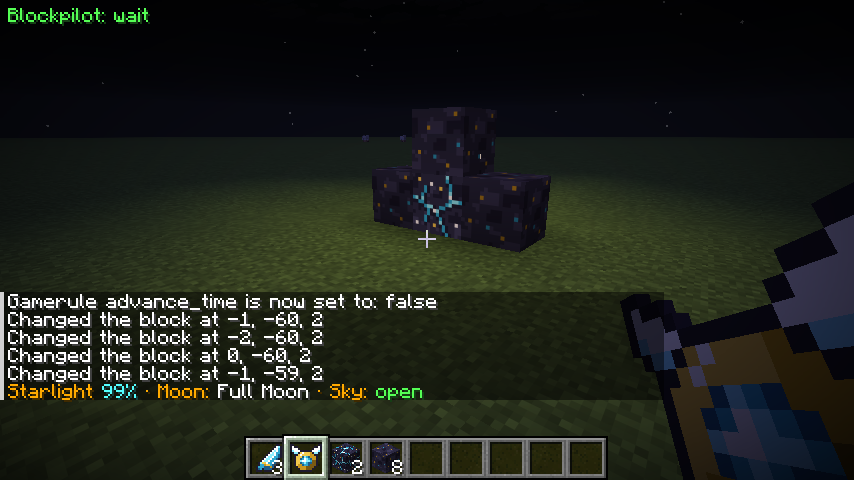 Blockpilot: wait
Gamerule advance_time is now set to: false
Changed the block at -1, -60, 2
Changed the block at -2, -60, 2
Changed the block at 0, -60, 2
Changed the block at -1, -59, 2
Starlight 99% · Moon: Full Moon · Sky: open
3 2 8